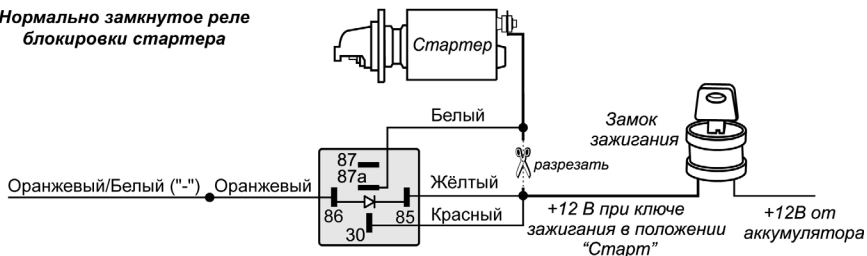 Нормально замкнутое реле
блокировки стартера
Стартер
Белый
Замок
зажигания
разрезать
87
87а
Оранжевый/Белый ("-")
Оранжевый
Жёлтый
86
85
30
Красный
+12 В при ключе
зажигания в положении
“Старт”
+12В от
аккумулятора